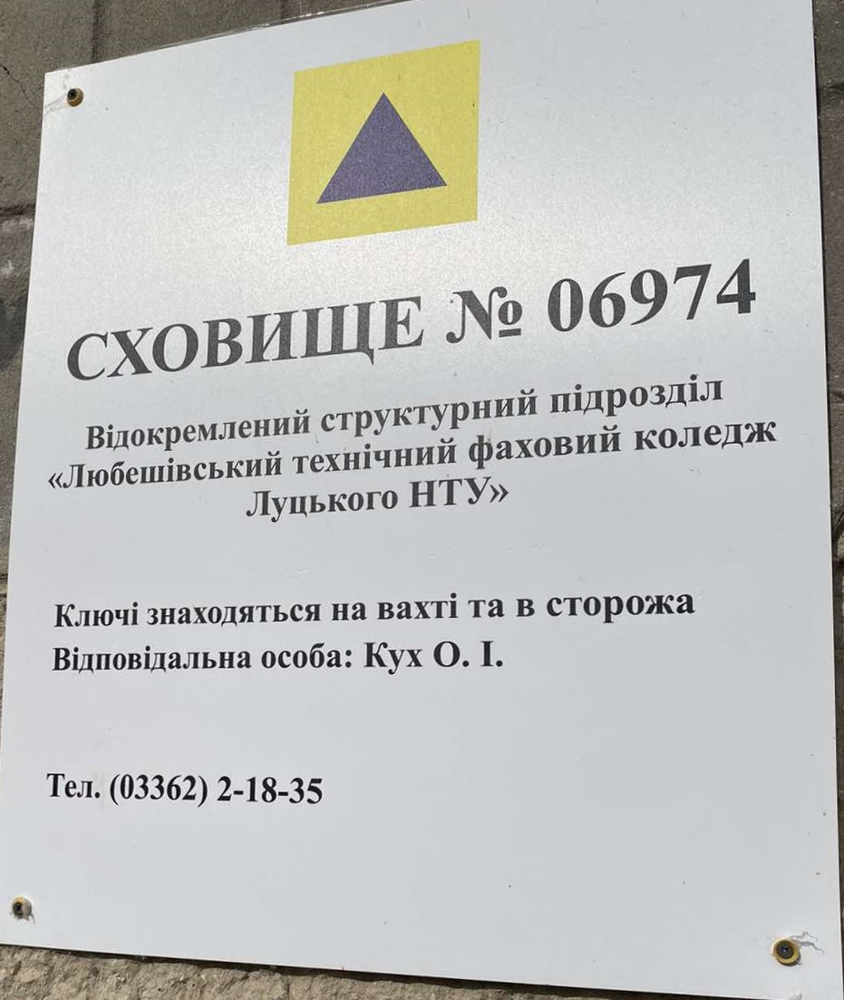 СХОВИЩЕ № 06974
Відокремлений структурний підрозділ
«Любешівський технічний фаховий коледж
Луцького НТУ»
Ключі знаходяться на вахті та в сторожа
Відповідальна особа: Кух О. І.
Тел. (03362) 2-18-35